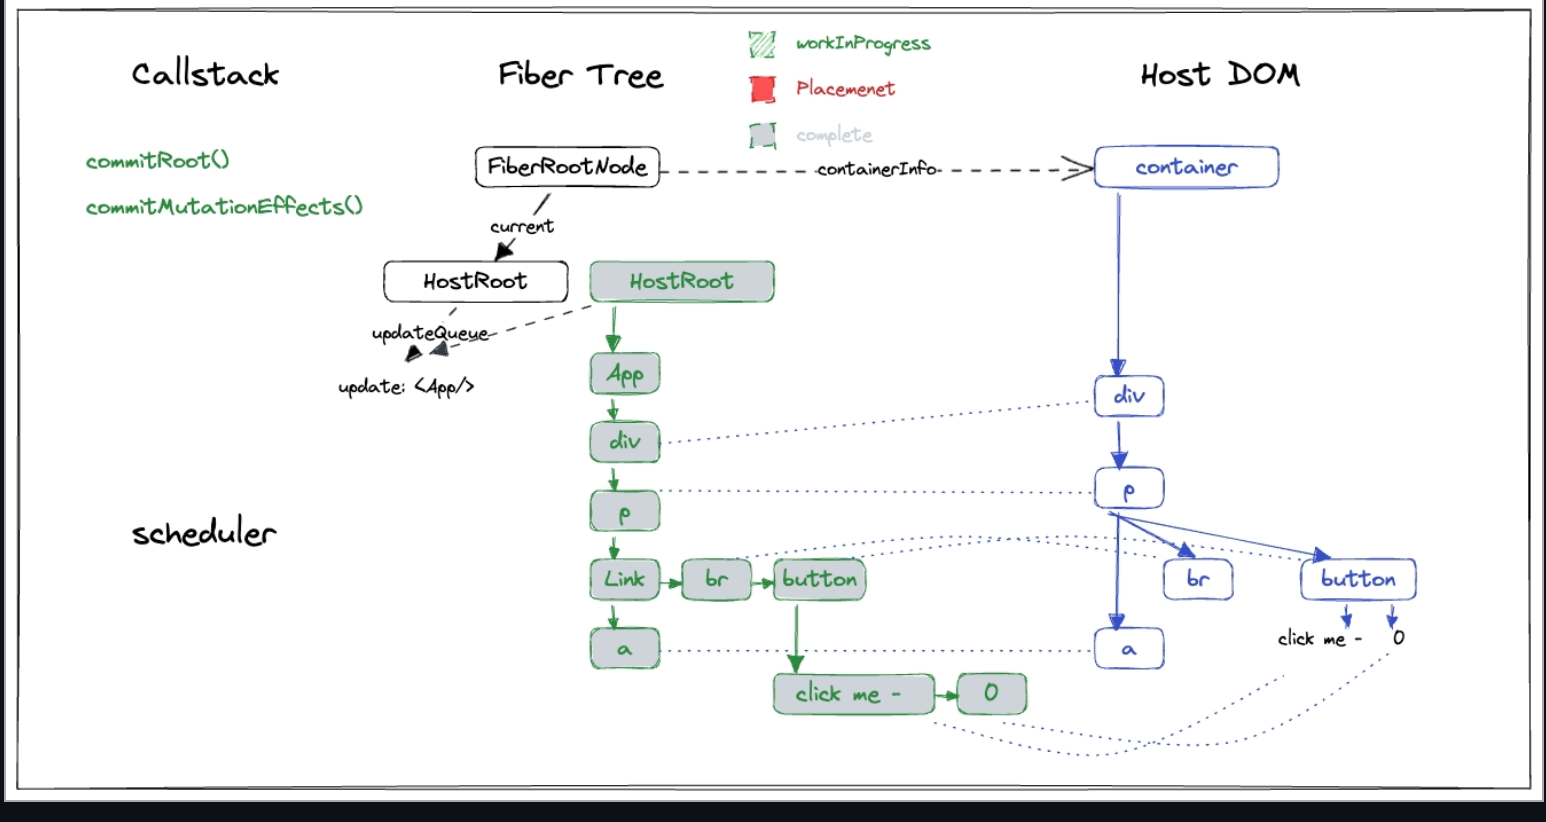 Callstack
Fiber Tree
workInProgress
Placemenet
complete
Host DOM
commitRoot()
commitMutationEffects()
FiberRootNode
containerInfo
container
current
HostRoot
HostRoot
updateQueue
update: <App/>
App
div
div
p
p
scheduler
Link
br
button
br
button
a
a
click me -
0
click me -
0